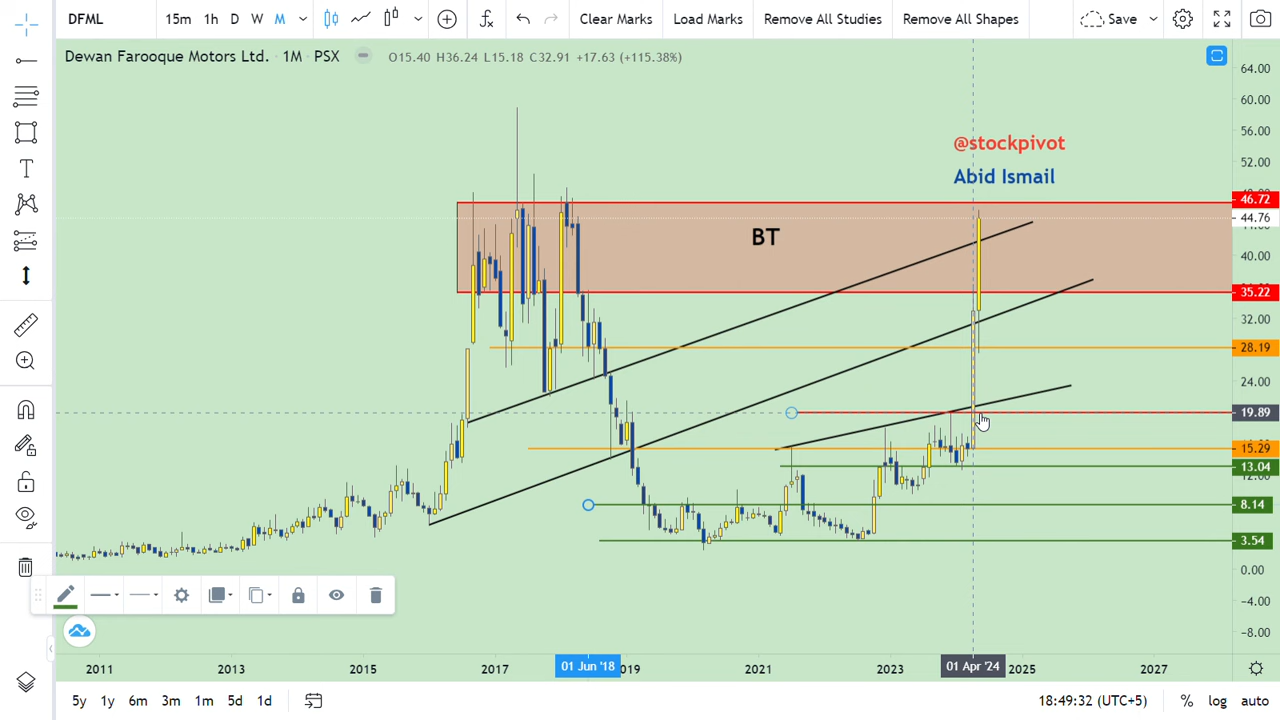 DFML 15m 1h D W M Clear Marks Load Marks Remove All Studies Remove All Shapes Save
Dewan Farooque Motors Ltd. · 1M · PSX O15.40 H36.24 L15.18 C32.91 +17.63 (+115.38%)
64.00
60.00
56.00
@stockpivot
52.00
Abid Ismail
46.72
44.76
BT
40.00
35.22
32.00
28.19
24.00
19.89
15.29
13.04
8.14
3.54
0.00
−4.00
−8.00
2011 2013 2015 2017 01 Jun '18 2021 2023 01 Apr '24 2025 2027
5y 1y 6m 3m 1m 5d 1d 18:49:32 (UTC+5) % log auto